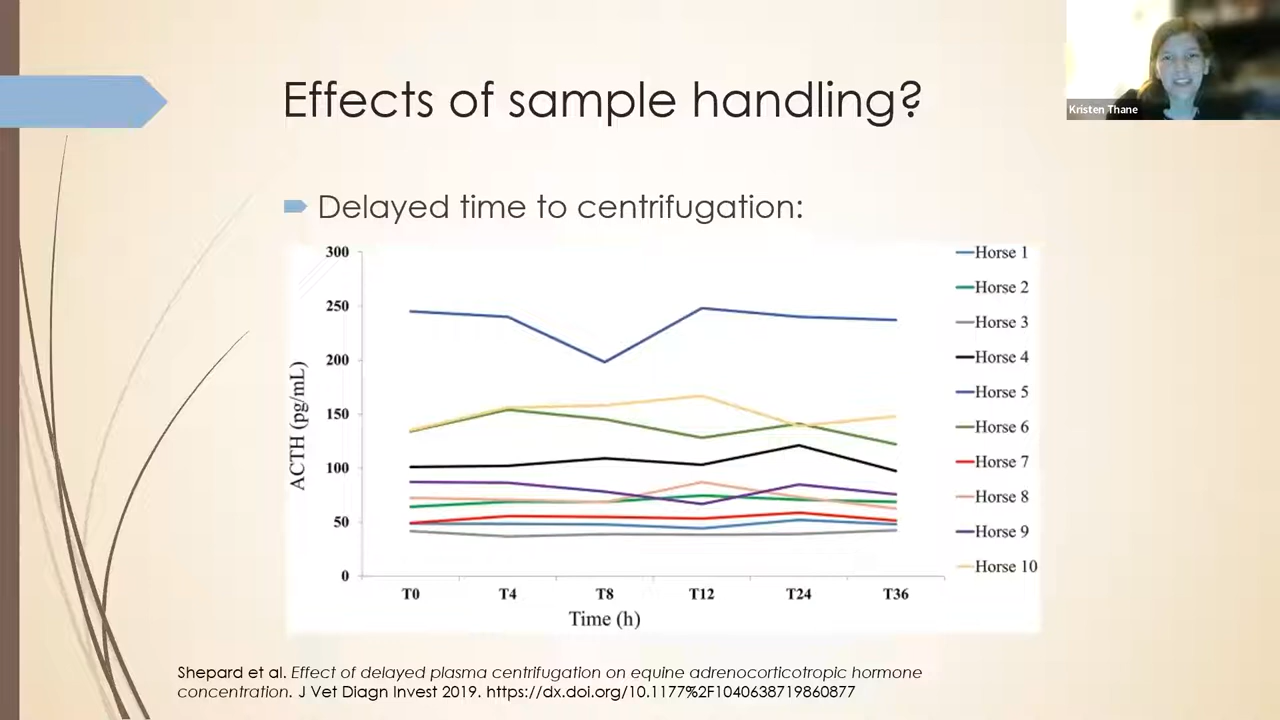 Effects of sample handling?
Kristen Thane
Delayed time to centrifugation:
300
250
200
150
100
50
0
ACTH (pg/mL)
T0 T4 T8 T12 T24 T36
Time (h)
Horse 1
Horse 2
Horse 3
Horse 4
Horse 5
Horse 6
Horse 7
Horse 8
Horse 9
Horse 10
Shepard et al. Effect of delayed plasma centrifugation on equine adrenocorticotropic hormone
concentration. J Vet Diagn Invest 2019. https://dx.doi.org/10.1177%2F1040638719860877